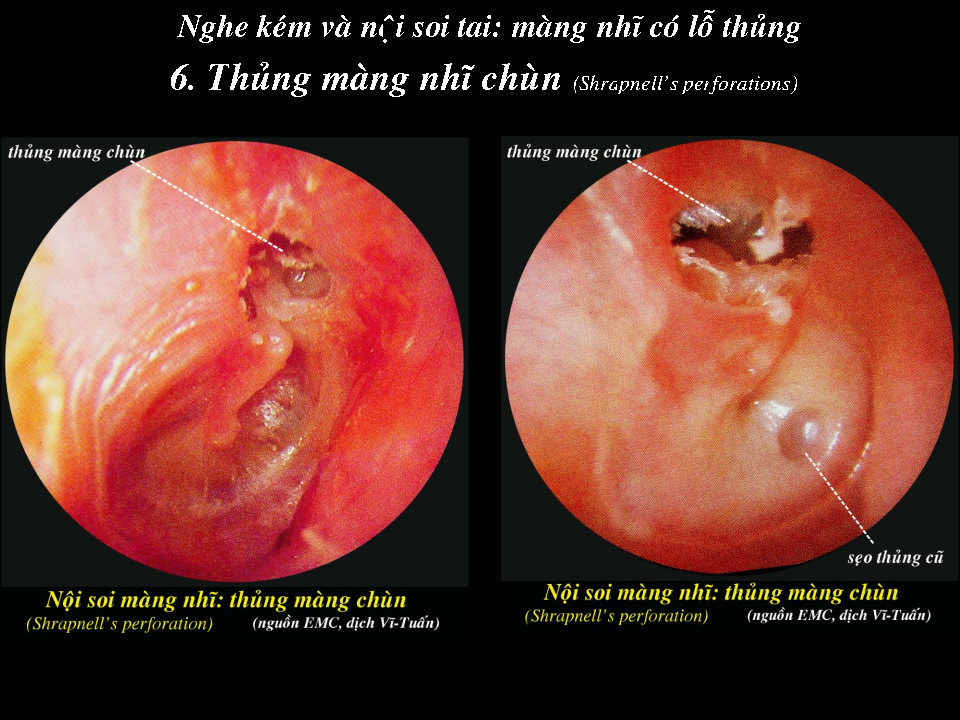 Nghe kém và nội soi tai: màng nhĩ có lỗ thủng
6. Thủng màng nhĩ chùn (Shrapnell's perforations)
thủng màng chùn
thủng màng chùn
sẹo thủng cũ
Nội soi màng nhĩ: thủng màng chùn
(Shrapnell's perforation) (nguồn EMC, dịch Vĩ-Tuấn)
Nội soi màng nhĩ: thủng màng chùn
(Shrapnell's perforation) (nguồn EMC, dịch Vĩ-Tuấn)